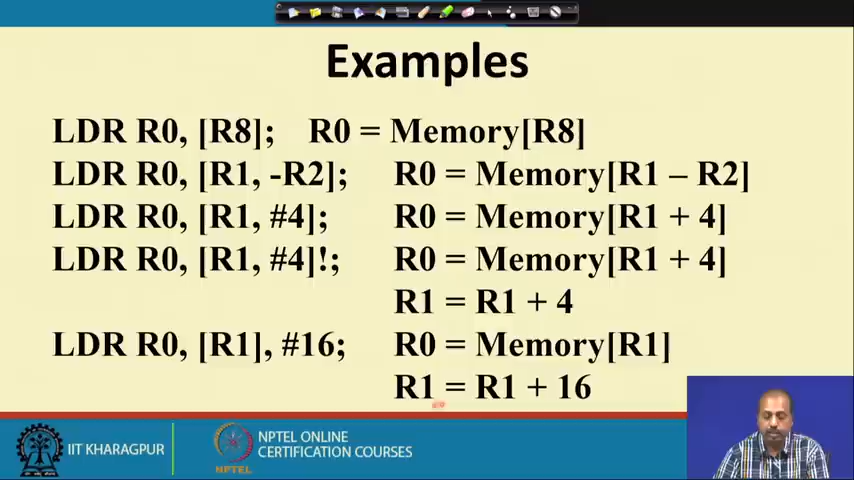 Examples
LDR R0, [R8]; R0 = Memory[R8]
LDR R0, [R1, -R2]; R0 = Memory[R1 – R2]
LDR R0, [R1, #4]; R0 = Memory[R1 + 4]
LDR R0, [R1, #4]!; R0 = Memory[R1 + 4]
R1 = R1 + 4
LDR R0, [R1], #16; R0 = Memory[R1]
R1 = R1 + 16
IIT KHARAGPUR
NPTEL
NPTEL ONLINE
CERTIFICATION COURSES